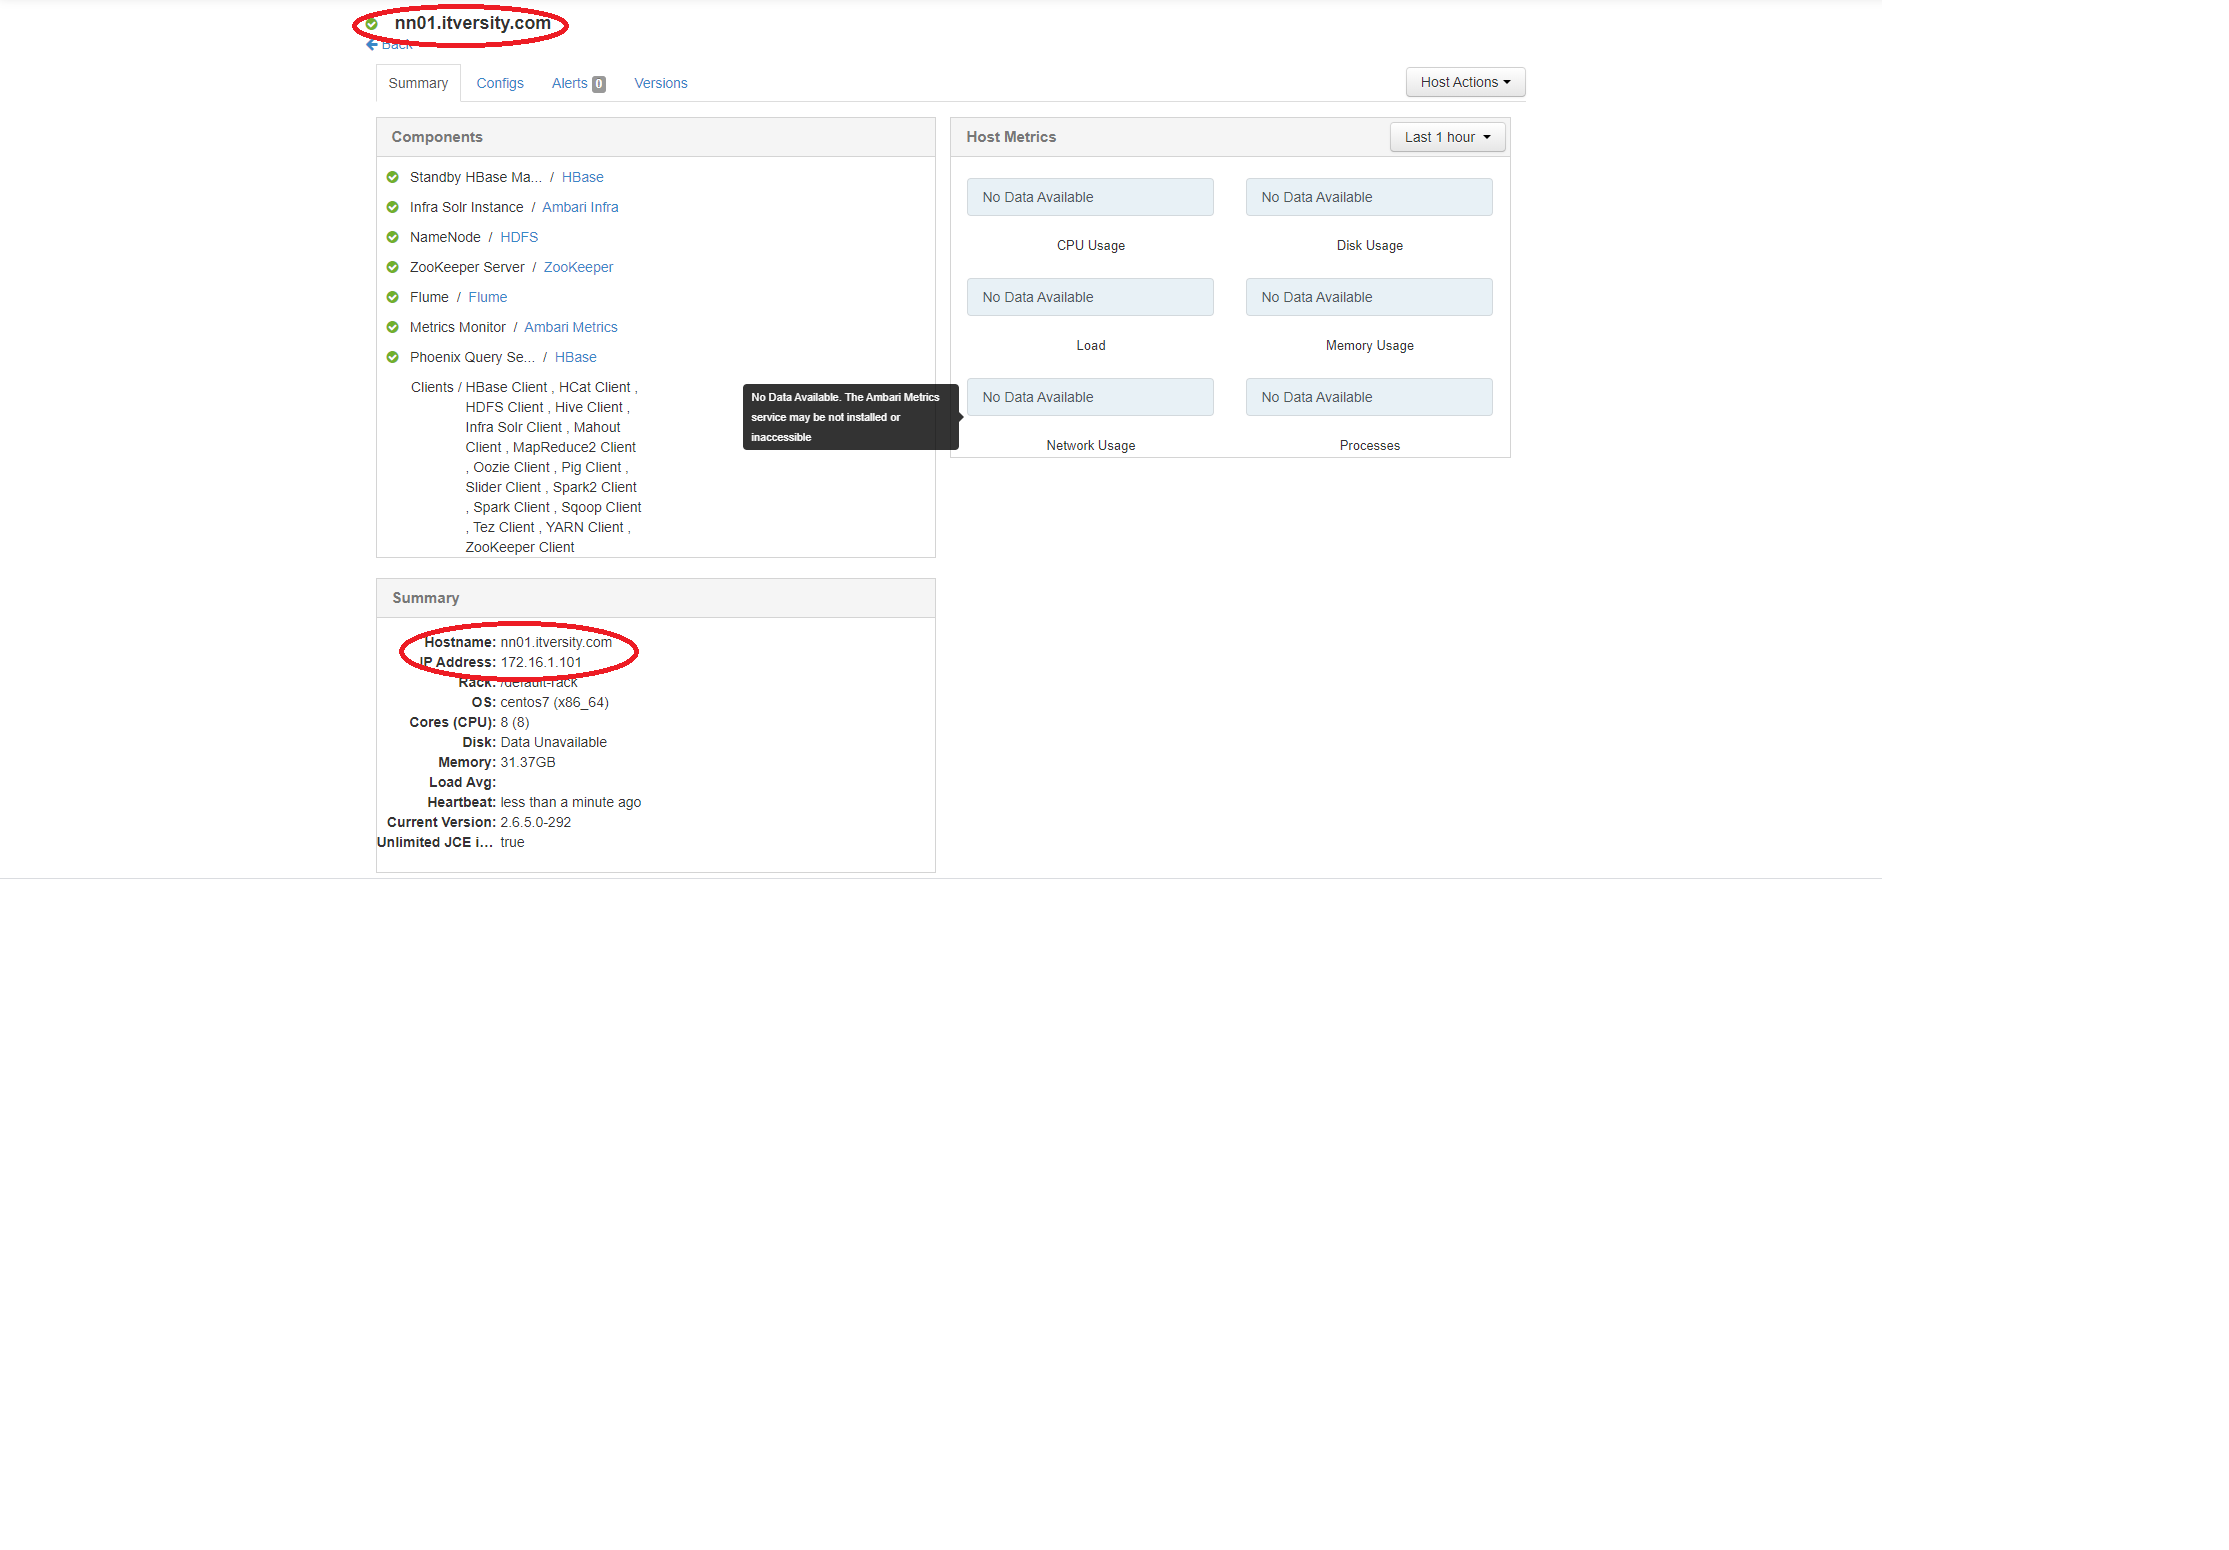 nn01.itversity.com
Back
Summary Configs Alerts 0 Versions Host Actions
Components
Standby HBase Ma... / HBase
Infra Solr Instance / Ambari Infra
NameNode / HDFS
ZooKeeper Server / ZooKeeper
Flume / Flume
Metrics Monitor / Ambari Metrics
Phoenix Query Se... / HBase
Clients / HBase Client , HCat Client ,
HDFS Client , Hive Client ,
Infra Solr Client , Mahout
Client , MapReduce2 Client
, Oozie Client , Pig Client ,
Slider Client , Spark2 Client
, Spark Client , Sqoop Client
, Tez Client , YARN Client ,
ZooKeeper Client
Host Metrics Last 1 hour
No Data Available No Data Available
CPU Usage Disk Usage
No Data Available No Data Available
Load Memory Usage
No Data Available No Data Available
Network Usage Processes
No Data Available. The Ambari Metrics
service may be not installed or
inaccessible
Summary
Hostname: nn01.itversity.com
IP Address: 172.16.1.101
Rack: /default-rack
OS: centos7 (x86_64)
Cores (CPU): 8 (8)
Disk: Data Unavailable
Memory: 31.37GB
Load Avg:
Heartbeat: less than a minute ago
Current Version: 2.6.5.0-292
Unlimited JCE i... true